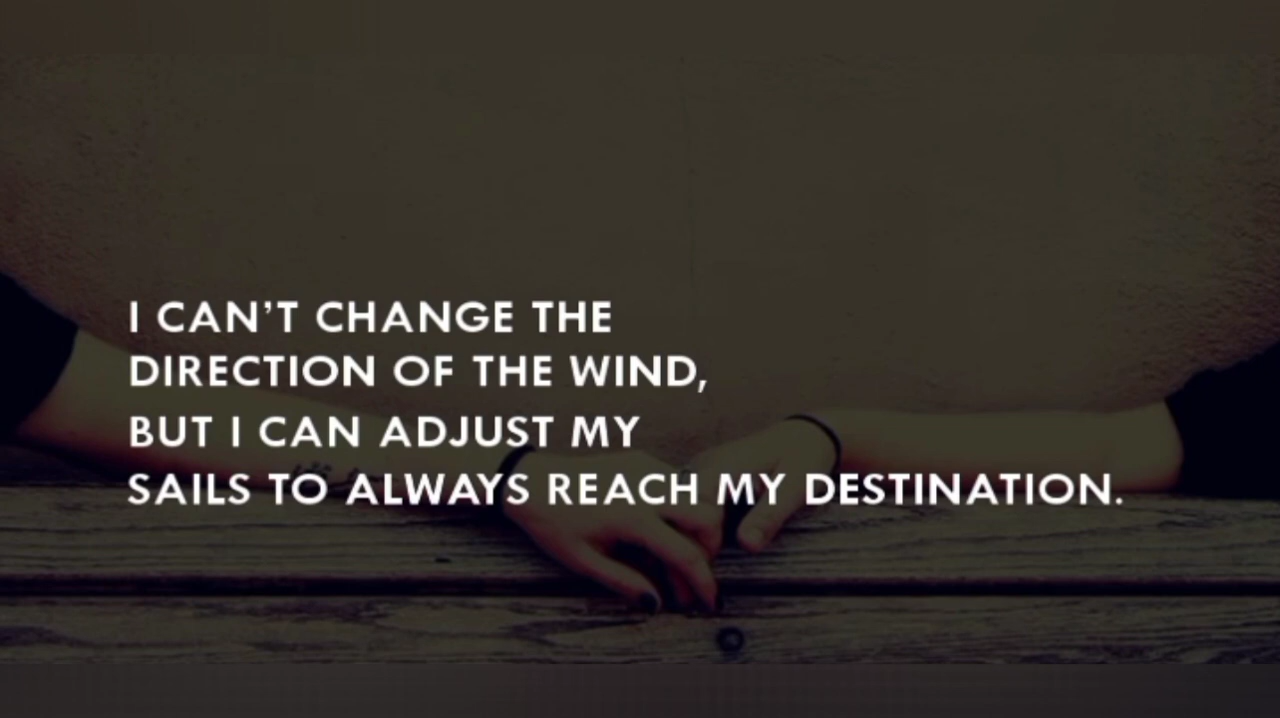 I CAN’T CHANGE THE
DIRECTION OF THE WIND,
BUT I CAN ADJUST MY
SAILS TO ALWAYS REACH MY DESTINATION.